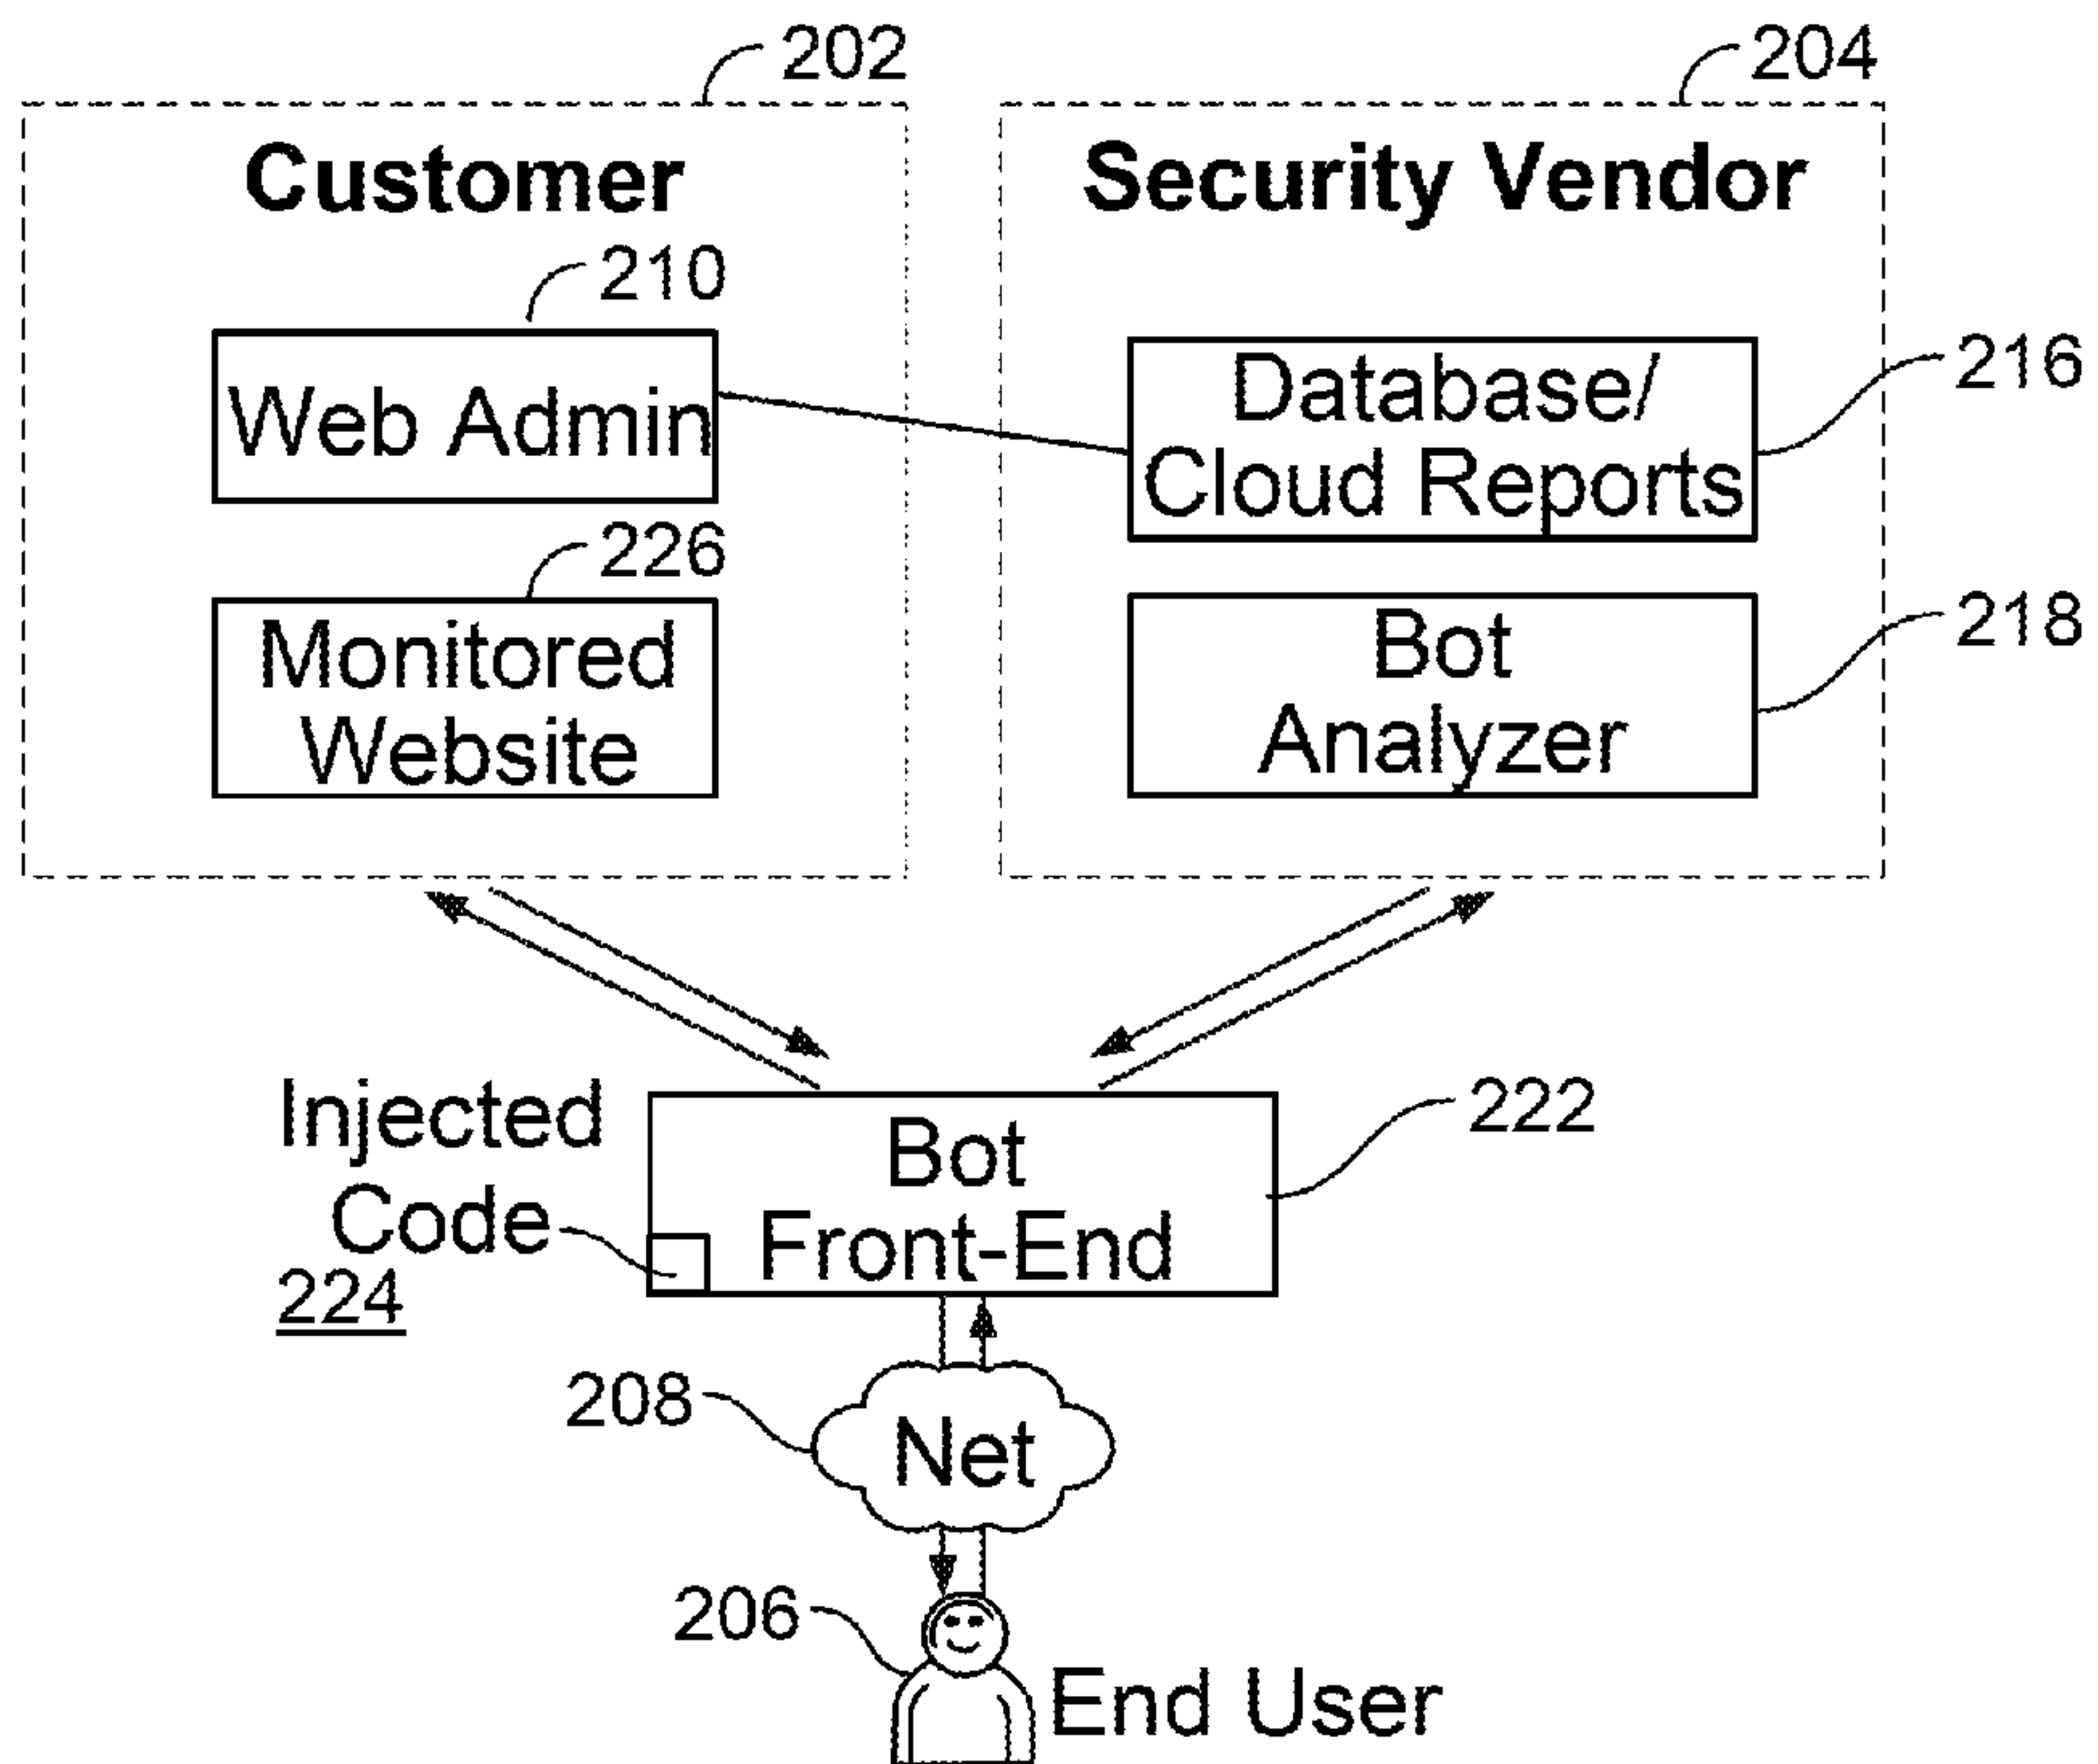 202
204
Customer
Security Vendor
210
Web Admin
Database/
Cloud Reports
216
226
Monitored
Website
Bot
Analyzer
218
Injected
Code
224
Bot
Front-End
222
208
Net
206
End User